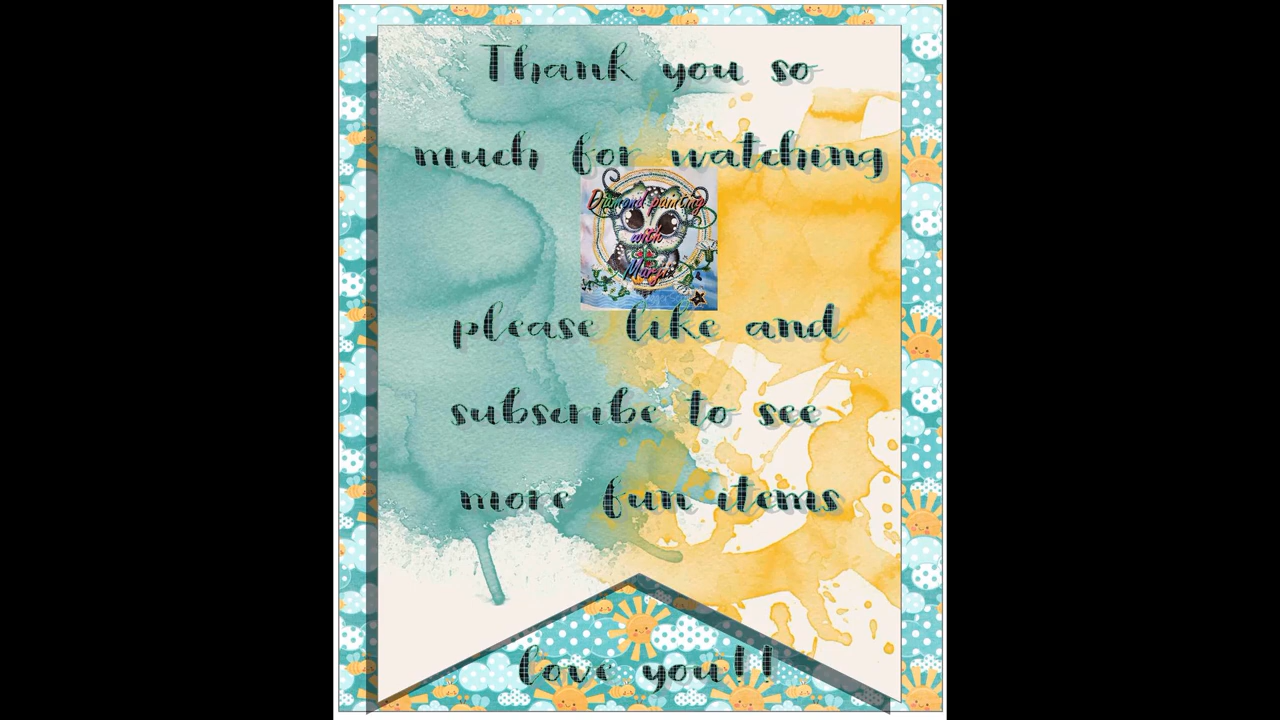 Thank you so
much for watching
Diamond painting
with
please like and
subscribe to see
more fun items
love you!!